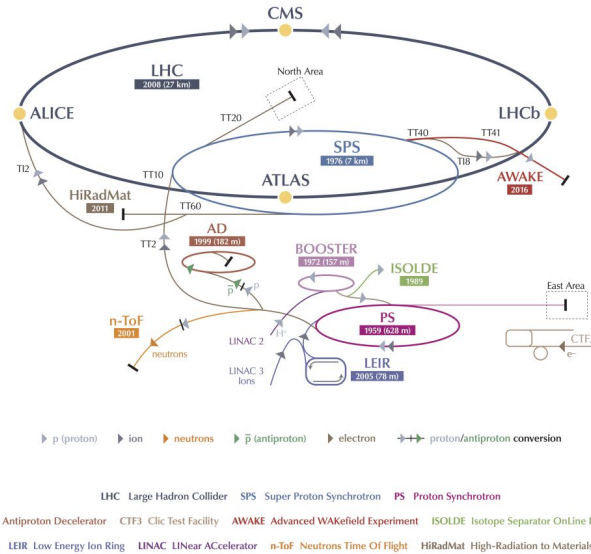 CMS
LHC
2008 (27 km)
North Area
ALICE
LHCb
TT20
TT40
TT41
SPS
1976 (7 km)
TI2
TT10
TI8
ATLAS
AWAKE
2016
HiRadMat
2011
TT60
AD
1999 (182 m)
TT2
BOOSTER
1972 (157 m)
ISOLDE
1989
p
p̅
East Area
n-ToF
2001
H+
PS
1959 (628 m)
LINAC 2
neutrons
CTF
e–
LINAC 3
Ions
LEIR
2005 (78 m)
p (proton) ion neutrons p̅ (antiproton) electron proton/antiproton conversion
LHC Large Hadron Collider SPS Super Proton Synchrotron PS Proton Synchrotron
Antiproton Decelerator CTF3 Clic Test Facility AWAKE Advanced WAKefield Experiment ISOLDE Isotope Separator OnLine
LEIR Low Energy Ion Ring LINAC LINear ACcelerator n-ToF Neutrons Time Of Flight HiRadMat High-Radiation to Materials